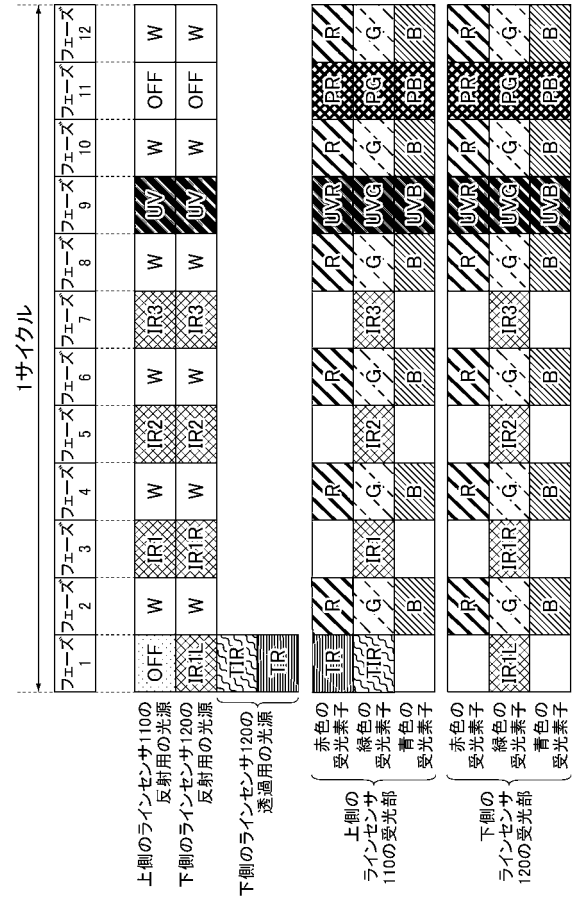 1サイクル
フェーズ 1 フェーズ 2 フェーズ 3 フェーズ 4 フェーズ 5 フェーズ 6 フェーズ 7 フェーズ 8 フェーズ 9 フェーズ 10 フェーズ 11 フェーズ 12
上側のラインセンサ110の
反射用の光源
OFF W IR1 W IR2 W IR3 W UV W OFF W
下側のラインセンサ120の
反射用の光源
IR1L W IR1R W IR2 W IR3 W UV W OFF W
下側のラインセンサ120の
透過用の光源
TIR
TR
上側の
ラインセンサ
110の受光部
赤色の
受光素子
TR R R R R UVR R PR R
緑色の
受光素子
TIR G IR1 G IR2 G IR3 G UVG G PG G
青色の
受光素子
B B B B UVB B PB B
下側の
ラインセンサ
120の受光部
赤色の
受光素子
R R R R UVR R PR R
緑色の
受光素子
IR1L G IR1R G IR2 G IR3 G UVG G PG G
青色の
受光素子
B B B B UVB B PB B